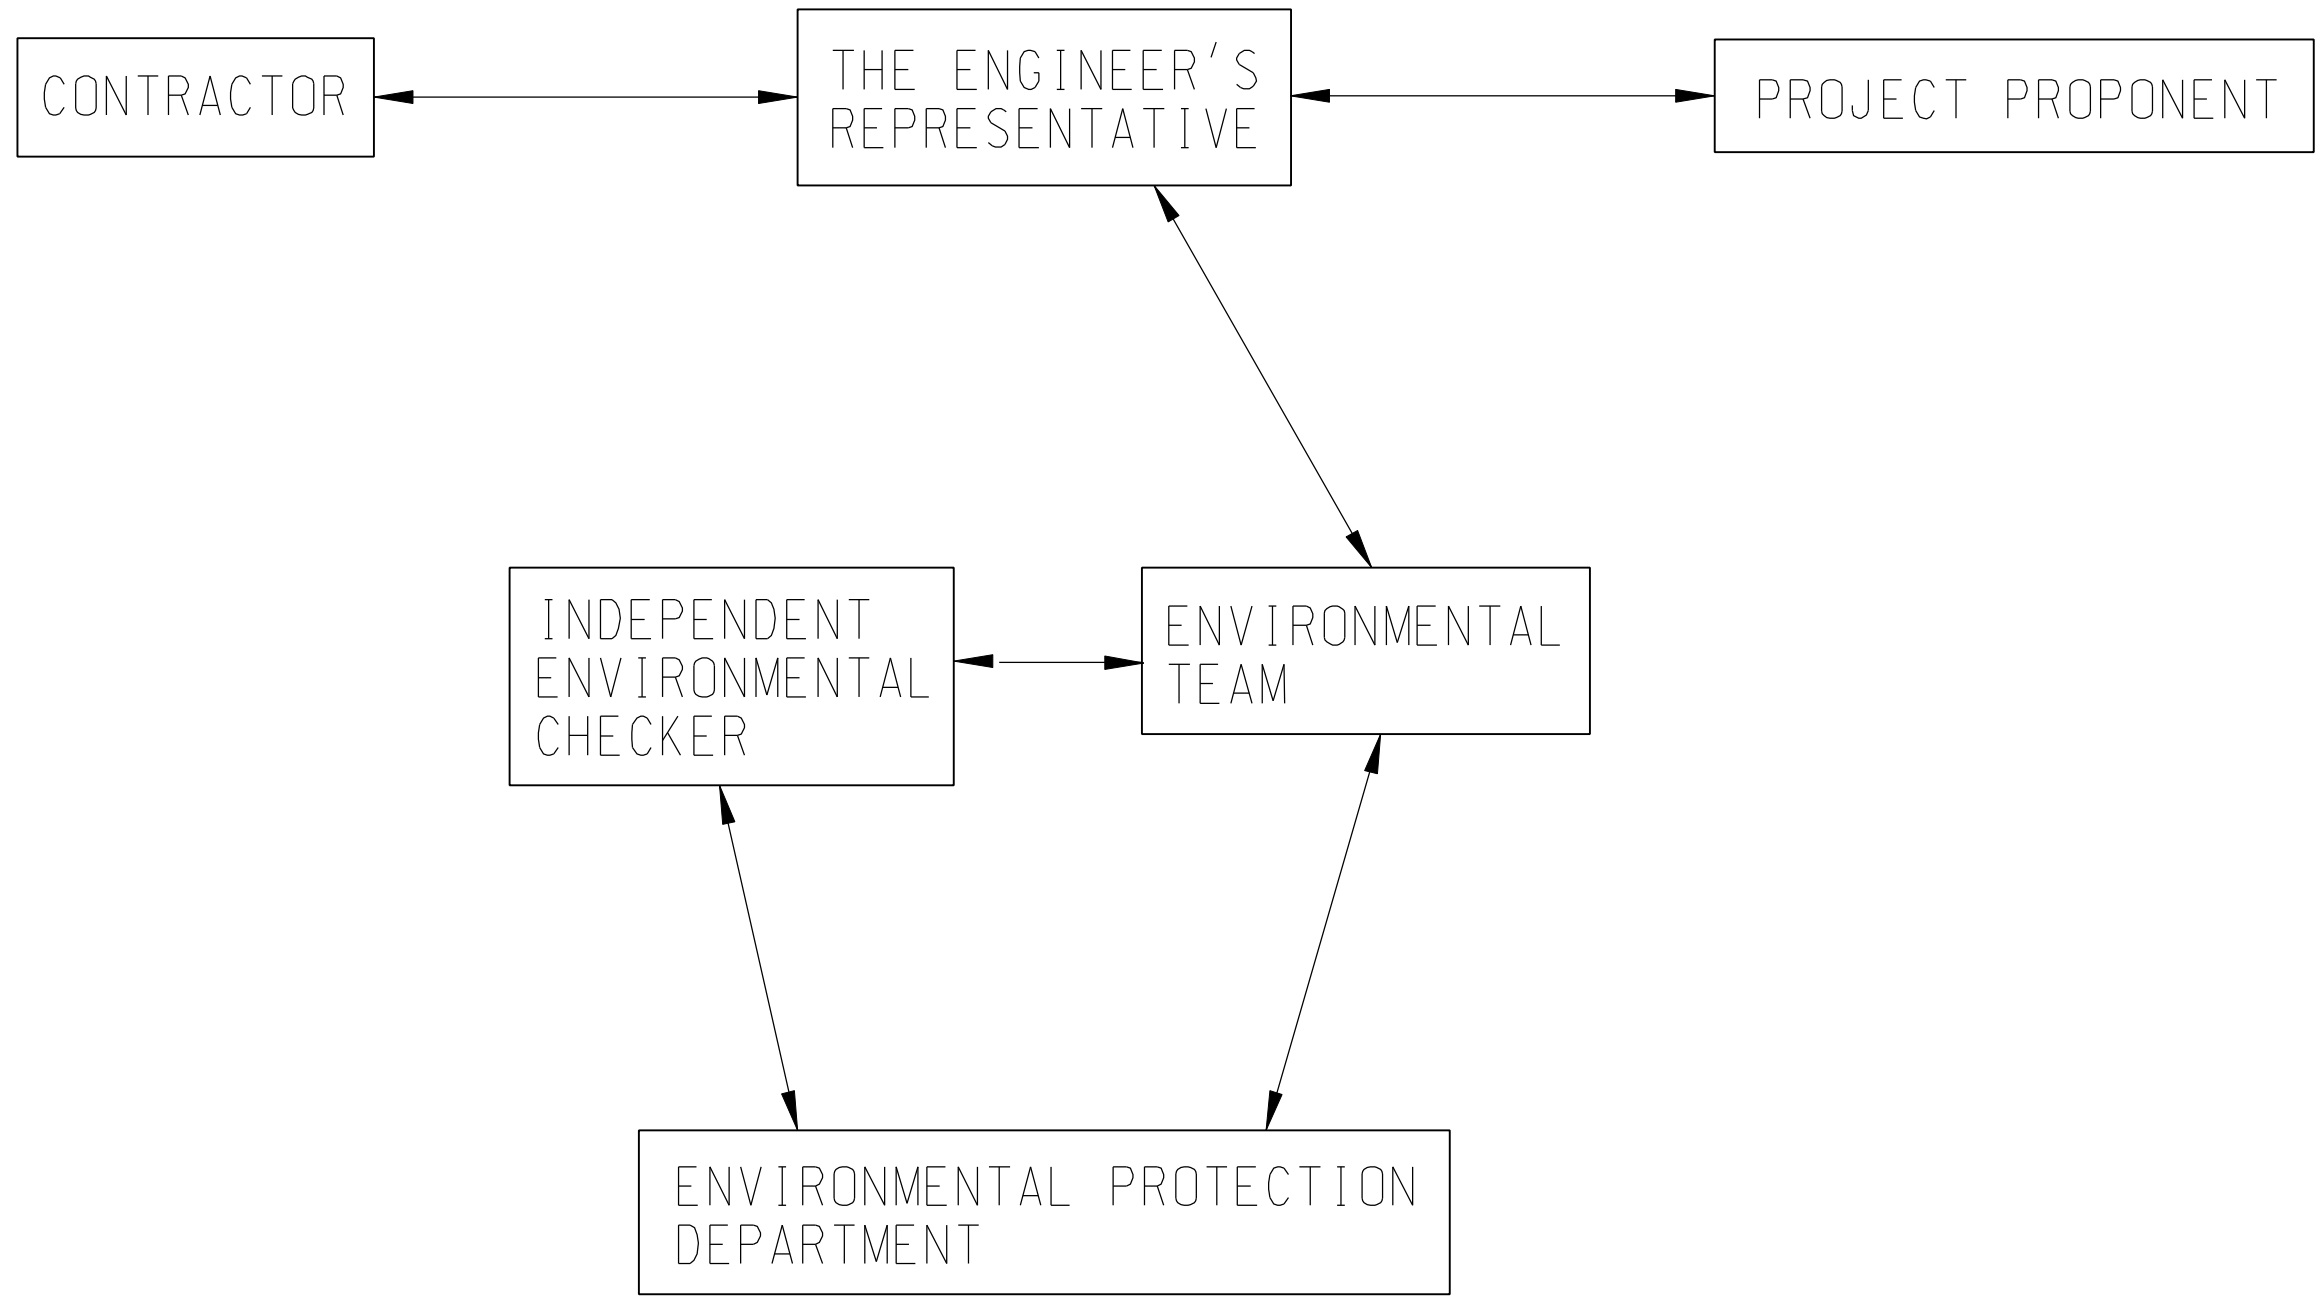 CONTRACTOR
THE ENGINEER'S
REPRESENTATIVE
PROJECT PROPONENT
INDEPENDENT
ENVIRONMENTAL
CHECKER
ENVIRONMENTAL
TEAM
ENVIRONMENTAL PROTECTION
DEPARTMENT